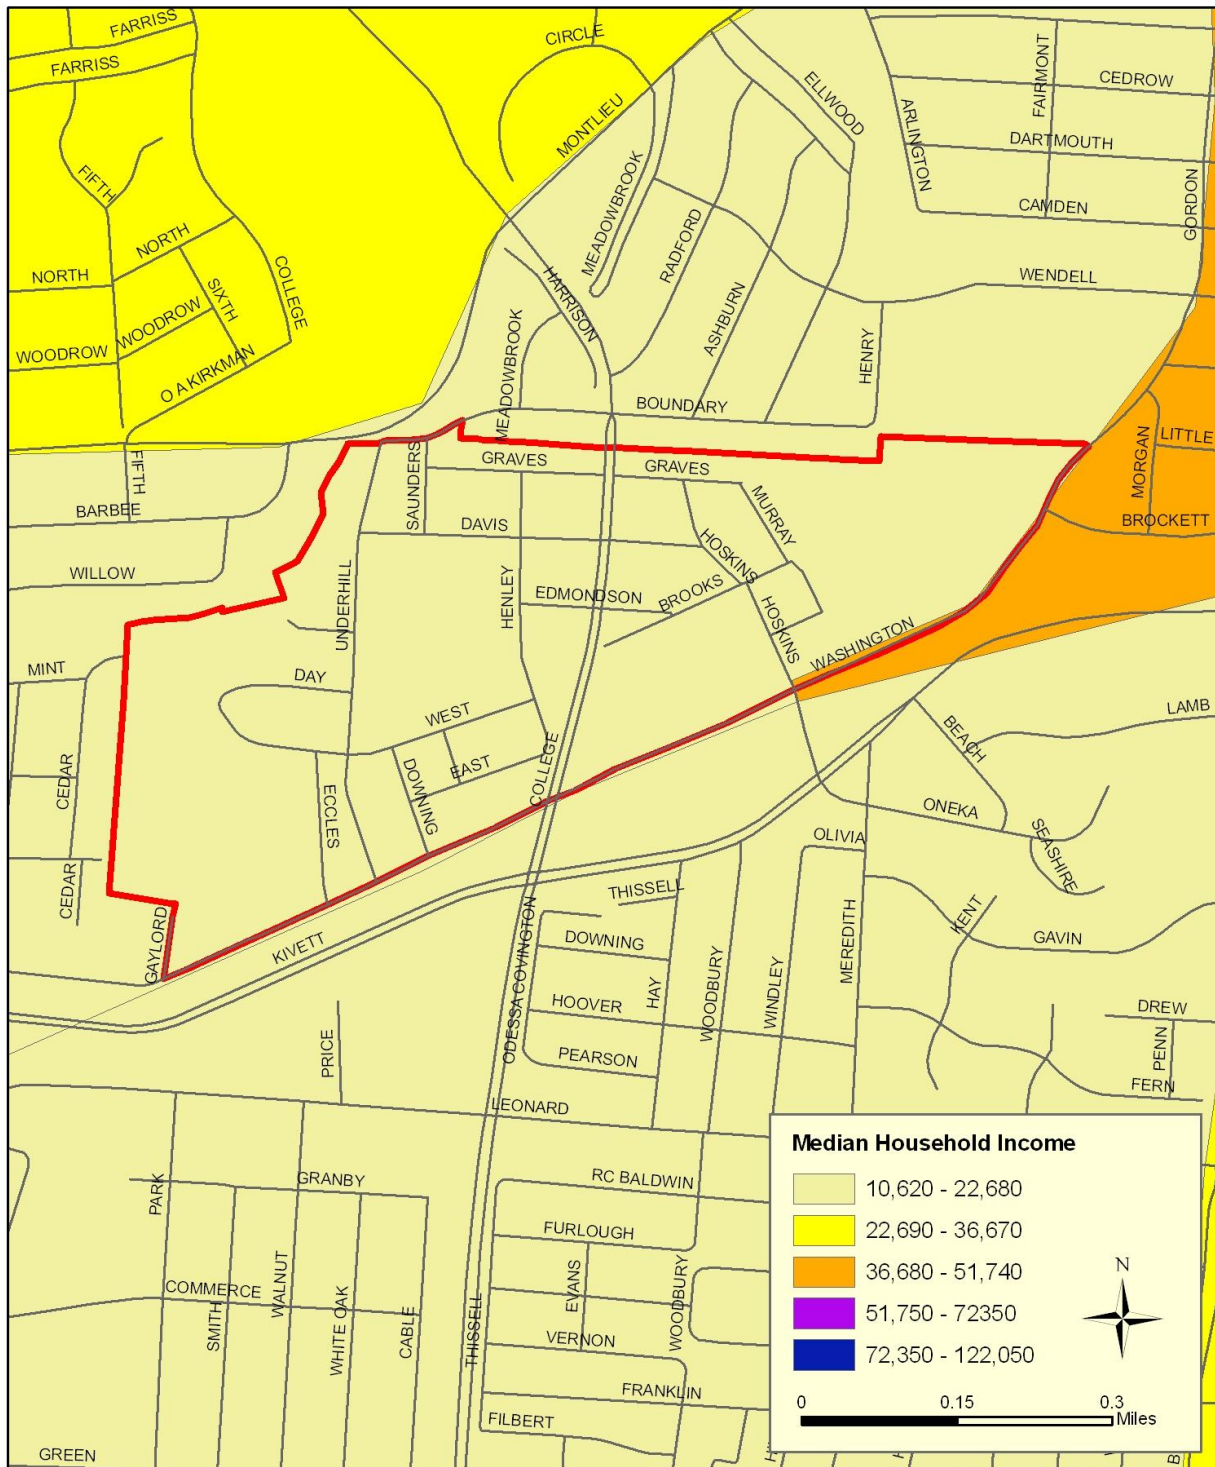 FARRISS
FARRISS
CIRCLE
MONTLIEU
ELLWOOD
ARLINGTON
FAIRMONT
CEDROW
DARTMOUTH
CAMDEN
GORDON
FIFTH
NORTH
NORTH
SIXTH
COLLEGE
WOODROW
WOODROW
O A KIRKMAN
MEADOWBROOK
RADFORD
HARRISON
ASHBURN
WENDELL
HENRY
MEADOWBROOK
BOUNDARY
FIFTH
SAUNDERS
GRAVES
GRAVES
MORGAN
LITTLE
BROCKETT
BARBEE
DAVIS
MURRAY
WILLOW
UNDERHILL
HENLEY
EDMONDSON
BROOKS
HOSKINS
HOSKINS
WASHINGTON
MINT
DAY
WEST
EAST
COLLEGE
BEACH
LAMB
CEDAR
ECCLES
DOWNING
ONEKA
OLIVIA
SEASHIRE
CEDAR
GAYLORD
KIVETT
ODESSA COVINGTON
THISSELL
DOWNING
HAY
WOODBURY
WINDLEY
MEREDITH
KENT
GAVIN
HOOVER
PEARSON
PRICE
DREW
PENN
FERN
LEONARD
PARK
GRANBY
RC BALDWIN
FURLOUGH
EVANS
WOODBURY
COMMERCE
SMITH
WALNUT
WHITE OAK
CABLE
THISSELL
VERNON
FRANKLIN
FILBERT
GREEN
Median Household Income
10,620 - 22,680
22,690 - 36,670
36,680 - 51,740
51,750 - 72350
72,350 - 122,050
N
0 0.15 0.3
Miles